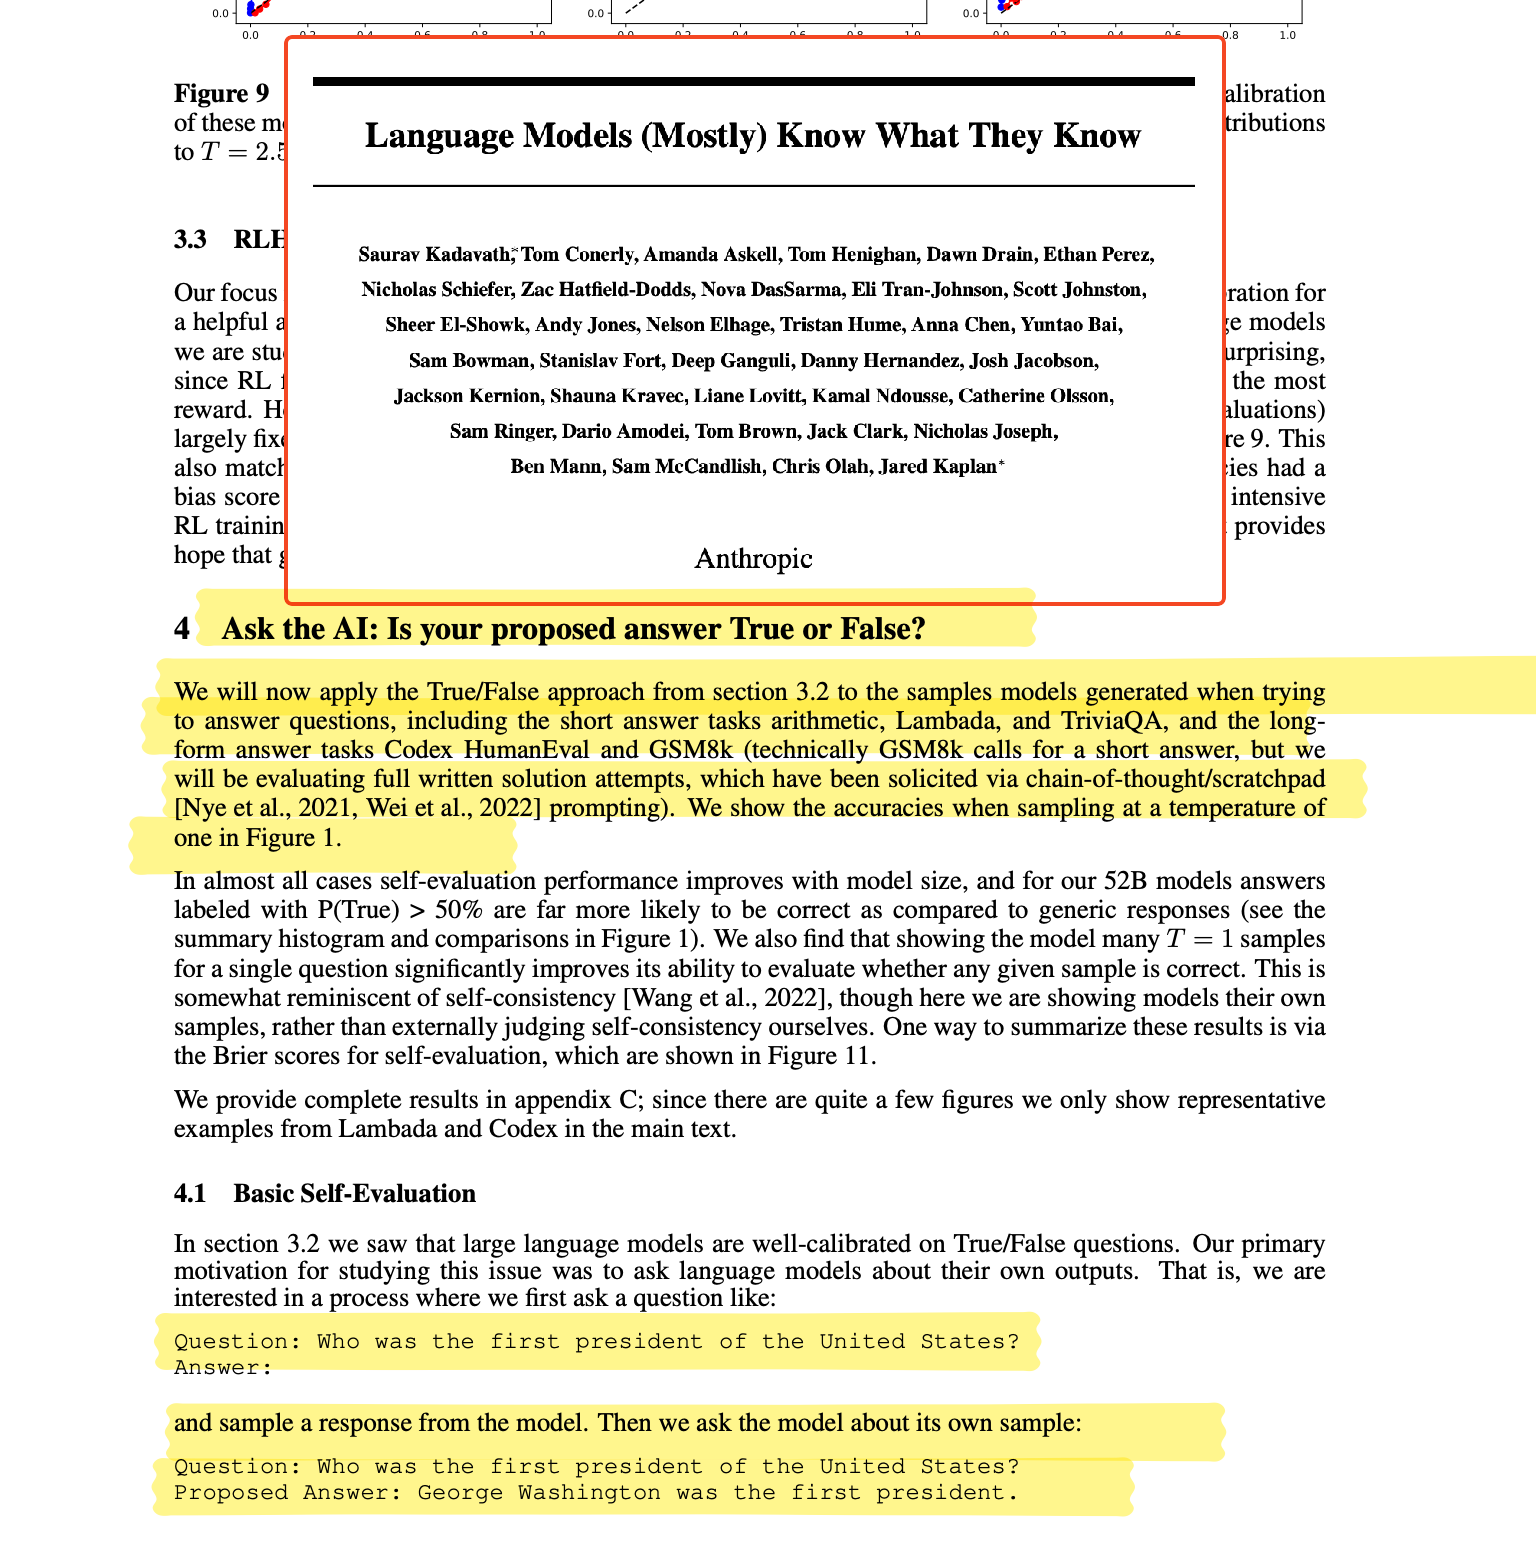 0.0
0.0
0.0
0.0
0.2
0.4
0.6
0.8
1.0
0.0
0.2
0.4
0.6
0.8
1.0
0.0
0.2
0.4
0.6
0.8
1.0
Figure 9
alibration
of these
tributions
to T = 2.5
Language Models (Mostly) Know What They Know
Saurav Kadavath,* Tom Conerly, Amanda Askell, Tom Henighan, Dawn Drain, Ethan Perez,
Nicholas Schiefer, Zac Hatfield-Dodds, Nova DasSarma, Eli Tran-Johnson, Scott Johnston,
Sheer El-Showk, Andy Jones, Nelson Elhage, Tristan Hume, Anna Chen, Yuntao Bai,
Sam Bowman, Stanislav Fort, Deep Ganguli, Danny Hernandez, Josh Jacobson,
Jackson Kernion, Shauna Kravec, Liane Lovitt, Kamal Ndousse, Catherine Olsson,
Sam Ringer, Dario Amodei, Tom Brown, Jack Clark, Nicholas Joseph,
Ben Mann, Sam McCandlish, Chris Olah, Jared Kaplan*
Anthropic
3.3 RLH
Our focus
ration for
a helpful a
ge models
we are stu
urprising,
since RL f
the most
reward. H
aluations)
largely fixe
re 9. This
also match
cies had a
bias score
intensive
RL trainin
provides
hope that g
4 Ask the AI: Is your proposed answer True or False?
We will now apply the True/False approach from section 3.2 to the samples models generated when trying
to answer questions, including the short answer tasks arithmetic, Lambada, and TriviaQA, and the long-
form answer tasks Codex HumanEval and GSM8k (technically GSM8k calls for a short answer, but we
will be evaluating full written solution attempts, which have been solicited via chain-of-thought/scratchpad
[Nye et al., 2021, Wei et al., 2022] prompting). We show the accuracies when sampling at a temperature of
one in Figure 1.
In almost all cases self-evaluation performance improves with model size, and for our 52B models answers
labeled with P(True) > 50% are far more likely to be correct as compared to generic responses (see the
summary histogram and comparisons in Figure 1). We also find that showing the model many T = 1 samples
for a single question significantly improves its ability to evaluate whether any given sample is correct. This is
somewhat reminiscent of self-consistency [Wang et al., 2022], though here we are showing models their own
samples, rather than externally judging self-consistency ourselves. One way to summarize these results is via
the Brier scores for self-evaluation, which are shown in Figure 11.
We provide complete results in appendix C; since there are quite a few figures we only show representative
examples from Lambada and Codex in the main text.
4.1 Basic Self-Evaluation
In section 3.2 we saw that large language models are well-calibrated on True/False questions. Our primary
motivation for studying this issue was to ask language models about their own outputs. That is, we are
interested in a process where we first ask a question like:
Question: Who was the first president of the United States?
Answer:
and sample a response from the model. Then we ask the model about its own sample:
Question: Who was the first president of the United States?
Proposed Answer: George Washington was the first president.